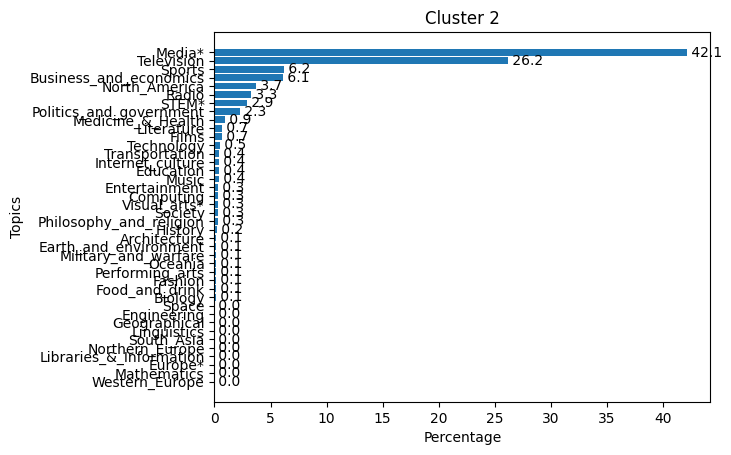 Cluster 2
Media* 42.1
Television 26.2
Sports 6.2
Business_and_economics 6.1
North_America 3.7
Radio 3.3
STEM* 2.9
Politics_and_government 2.3
Medicine_&_Health 0.9
Literature 0.7
Films 0.7
Technology 0.5
Transportation 0.4
Internet_culture 0.4
Education 0.4
Music 0.4
Entertainment 0.3
Computing 0.3
Visual_arts* 0.3
Society 0.3
Philosophy_and_religion 0.3
History 0.2
Architecture 0.1
Earth_and_environment 0.1
Military_and_warfare 0.1
Oceania 0.1
Performing_arts 0.1
Fashion 0.1
Food_and_drink 0.1
Biology 0.1
Space 0.0
Engineering 0.0
Geographical 0.0
Linguistics 0.0
South_Asia 0.0
Northern_Europe 0.0
Libraries_&_Information 0.0
Europe* 0.0
Mathematics 0.0
Western_Europe 0.0
Topics
0 5 10 15 20 25 30 35 40
Percentage